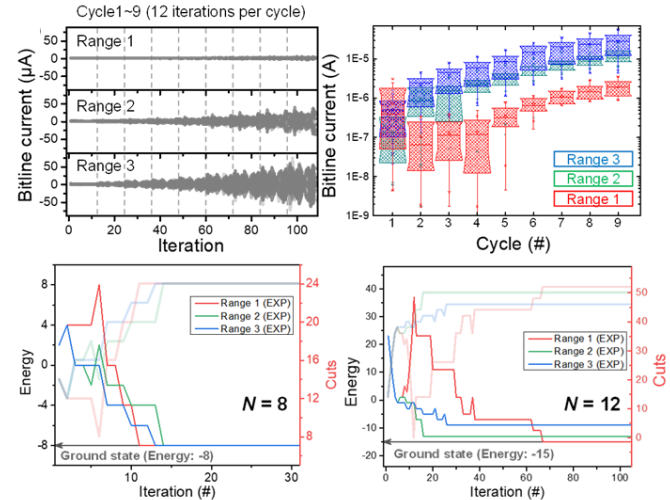 Cycle1~9 (12 iterations per cycle)
Bitline current (μA)
50
0
-50
Range 1
50
0
-50
Range 2
50
0
-50
Range 3
0 20 40 60 80 100
Iteration
Bitline current (A)
1E-5
1E-6
1E-7
1E-8
1E-9
Range 3
Range 2
Range 1
1 2 3 4 5 6 7 8 9
Cycle (#)
Energy
8
4
0
-4
-8
Range 1 (EXP)
Range 2 (EXP)
Range 3 (EXP)
N = 8
Ground state (Energy: -8)
0 10 20 30
Iteration (#)
24
20
16
12
8
Cuts
Energy
40
30
20
10
0
-10
-20
Range 1 (EXP)
Range 2 (EXP)
Range 3 (EXP)
N = 12
Ground state (Energy: -15)
0 20 40 60 80 100
Iteration (#)
50
40
30
20
10
0
Cuts